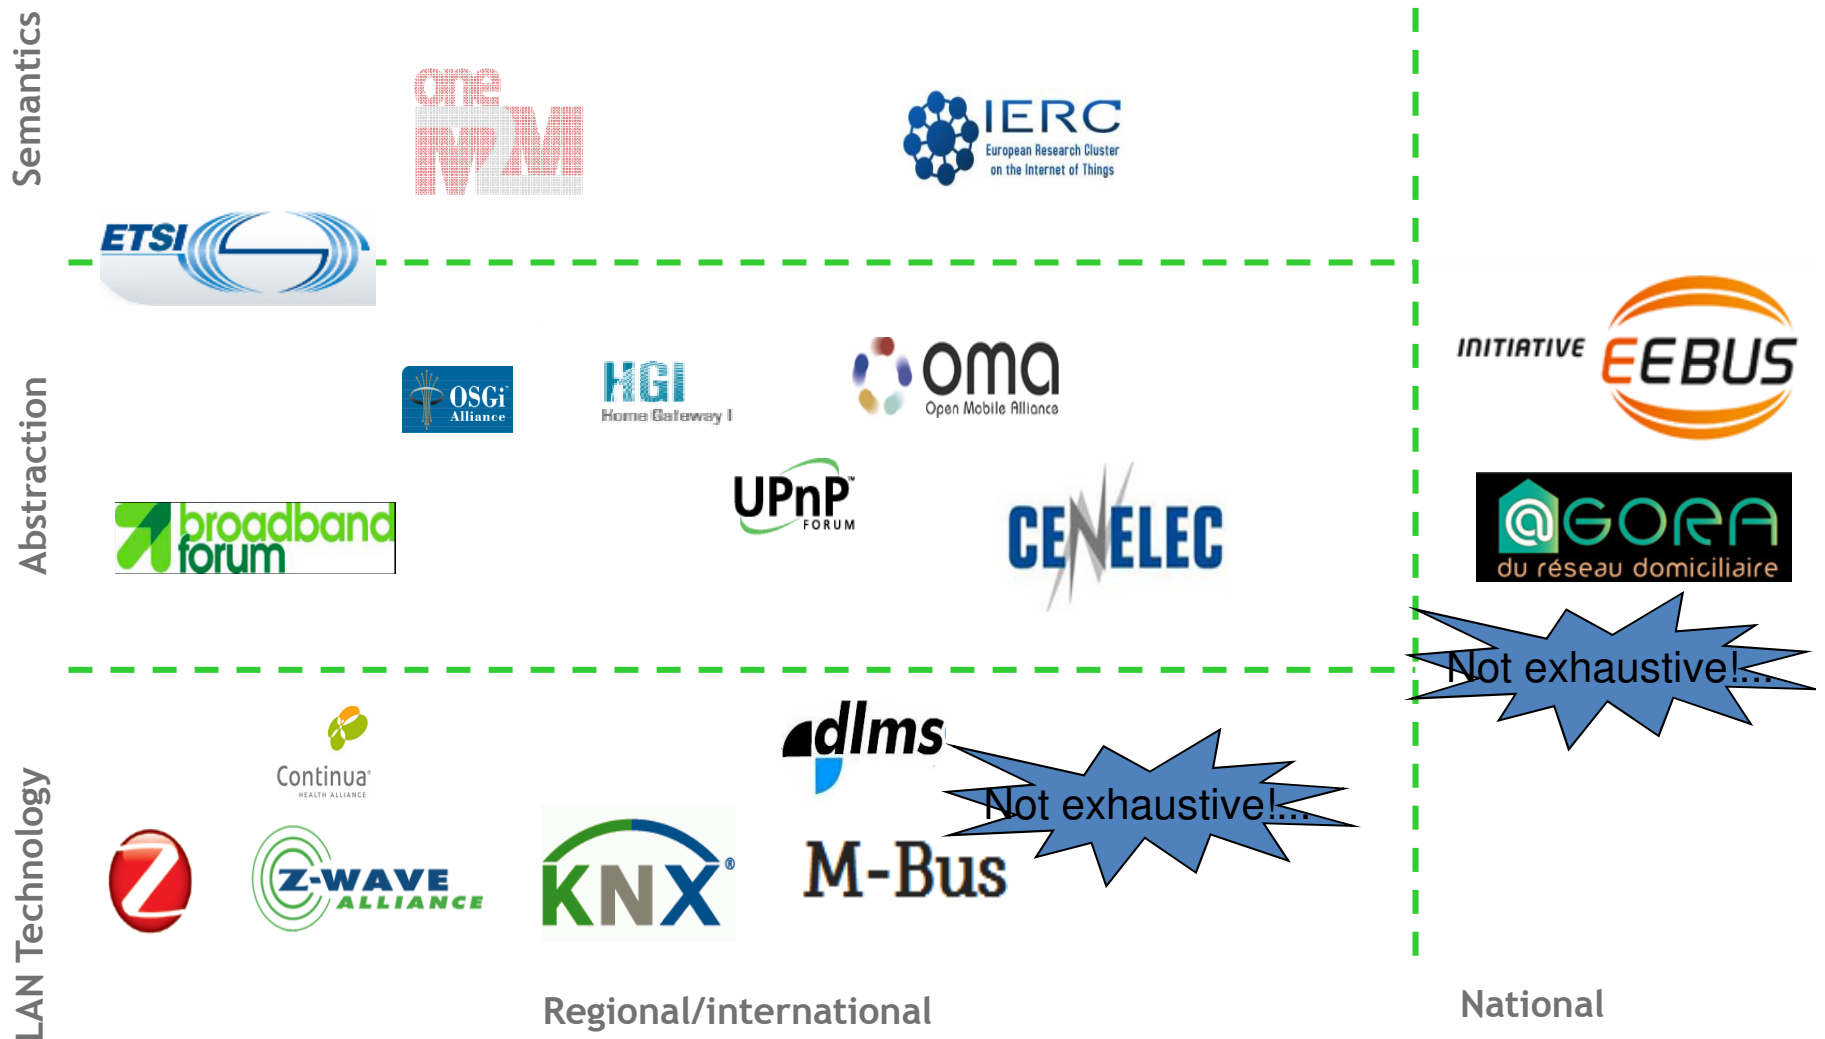 Semantics
one
M2M
IERC
European Research Cluster
on the Internet of Things
ETSI
Abstraction
OSGi™
Alliance
HGI
Home Gateway I
oma
Open Mobile Alliance
INITIATIVE EEBUS
broadband
forum
UPnP™
FORUM
CENELEC
@GORA
du réseau domiciliaire
Not exhaustive!...
LAN Technology
Continua®
HEALTH ALLIANCE
dlms
Not exhaustive!...
Z
Z-WAVE
ALLIANCE
KNX®
M-Bus
Regional/international
National